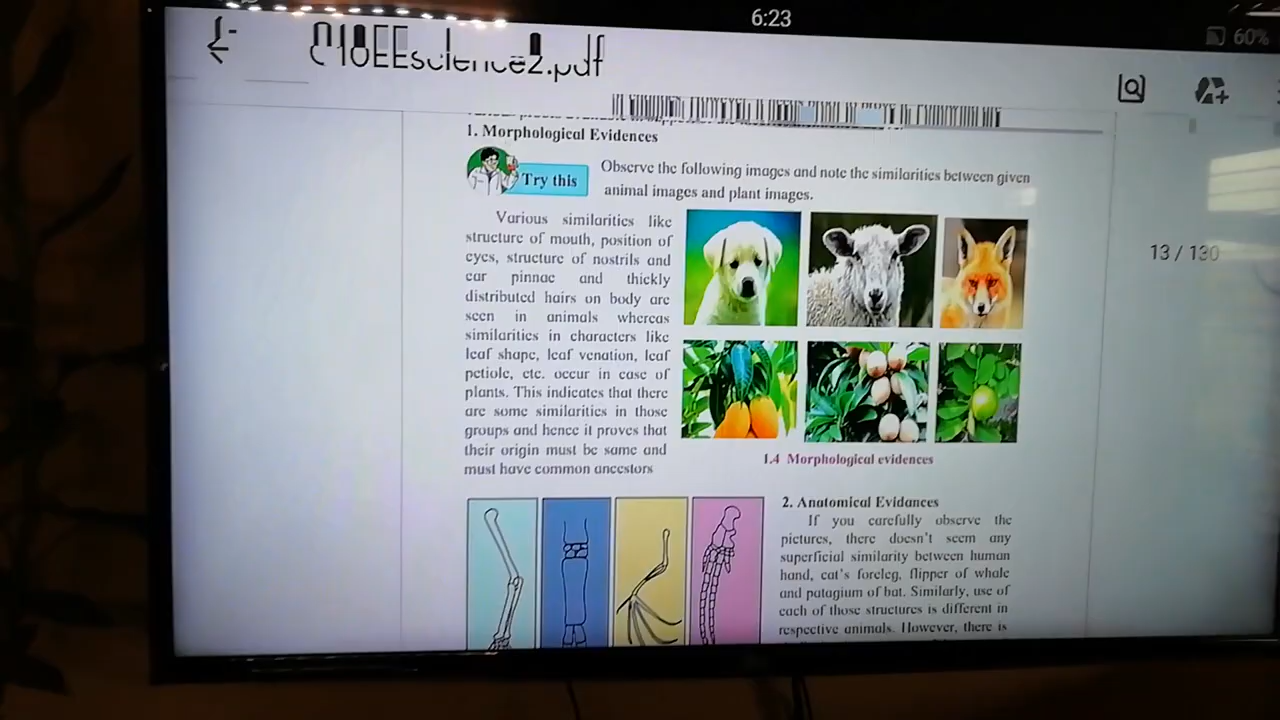 6:23
60%
13 / 130
1. Morphological Evidences
Try this
Observe the following images and note the similarities between given
animal images and plant images.
Various similarities like
structure of mouth, position of
eyes, structure of nostrils and
ear pinnae and thickly
distributed hairs on body are
seen in animals whereas
similarities in characters like
leaf shape, leaf venation, leaf
petiole, etc. occur in case of
plants. This indicates that there
are some similarities in those
groups and hence it proves that
their origin must be same and
must have common ancestors
1.4 Morphological evidences
2. Anatomical Evidances
If you carefully observe the
pictures, there doesn't seem any
superficial similarity between human
hand, cat's foreleg, flipper of whale
and patagium of bat. Similarly, use of
each of those structures is different in
respective animals. However, there is